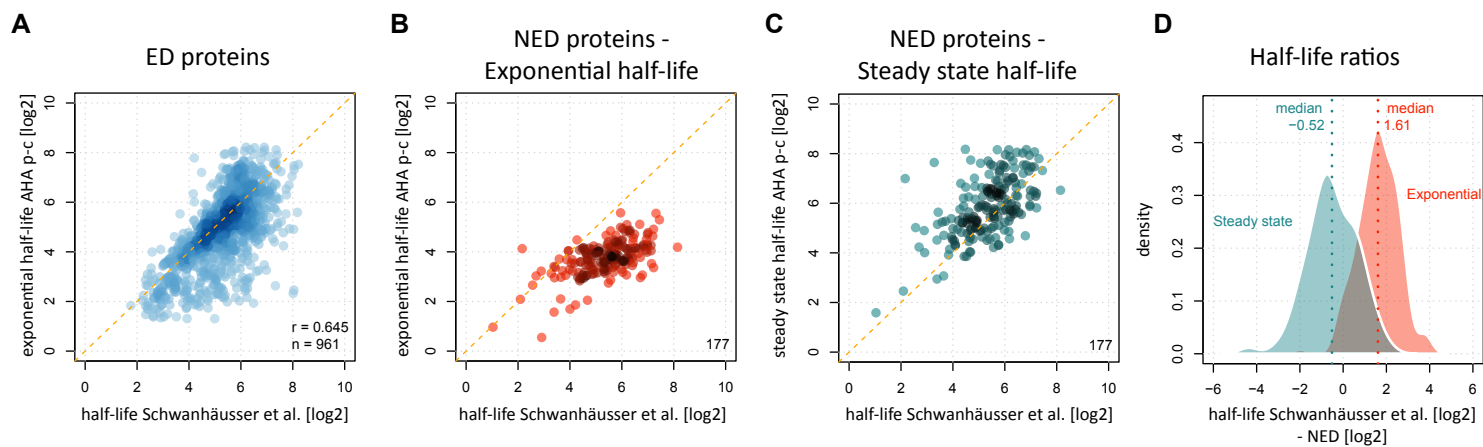 A
ED proteins
exponential half-life AHA p-c [log2]
10
8
6
4
2
0
r = 0.645
n = 961
0 2 4 6 8 10
half-life Schwanhäusser et al. [log2]
B
NED proteins -
Exponential half-life
exponential half-life AHA p-c [log2]
10
8
6
4
2
0
177
0 2 4 6 8 10
half-life Schwanhäusser et al. [log2]
C
NED proteins -
Steady state half-life
steady state half-life AHA p-c [log2]
10
8
6
4
2
0
177
0 2 4 6 8 10
half-life Schwanhäusser et al. [log2]
D
Half-life ratios
density
0.4
0.3
0.2
0.1
0.0
median
−0.52
median
1.61
Exponential
Steady state
−6 −4 −2 0 2 4 6
half-life Schwanhäusser et al. [log2]
- NED [log2]